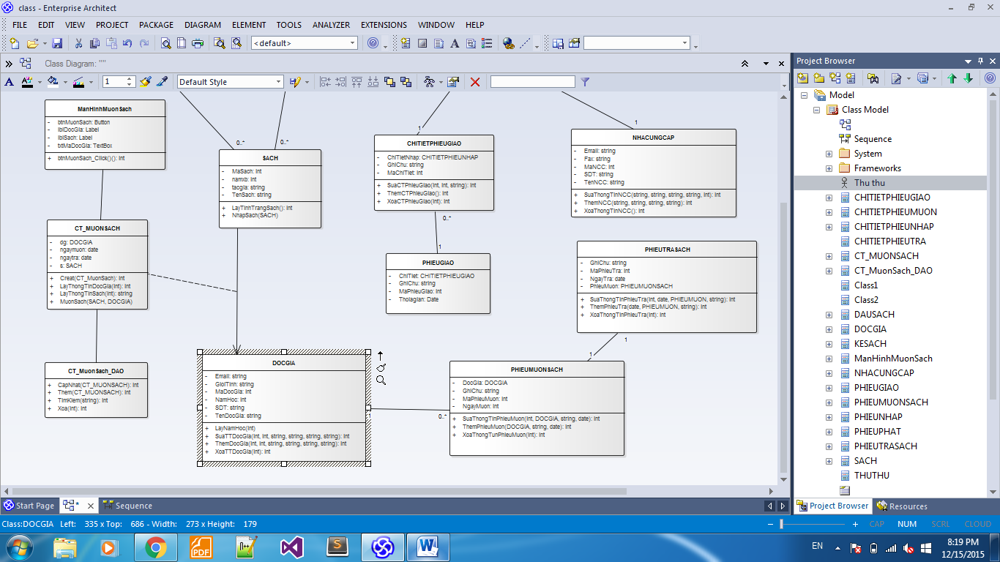 class - Enterprise Architect
FILE EDIT VIEW PROJECT PACKAGE DIAGRAM ELEMENT TOOLS ANALYZER EXTENSIONS WINDOW HELP
<default>
Class Diagram: ""
Project Browser
A 1 Default Style
ManHinhMuonSach
- btnMuonSach: Button
- lblDocGia: Label
- lblSach: Label
- txtMaDocGia: TextBox
+ btnMuonSach_Click()(): int
0..*
0..*
SACH
- MaSach: int
- namxb: int
- tacgia: string
- TenSach: string
+ LayTinhTrangSach(): int
+ NhapSach(SACH)
1
CHITIETPHIEUGIAO
- ChiTietNhap: CHITIETPHIEUNHAP
- GhiChu: string
- MaChiTiet: int
+ SuaCTPhieuGiao(int, int, string): int
+ ThemCTPhieuGiao(): int
+ XoaCTPhieuGiao(int): int
0..*
1
1
NHACUNGCAP
- Email: string
- Fax: string
- MaNCC: int
- SDT: string
- TenNCC: string
+ SuaThongTinNCC(string, string, string, string, int): int
+ ThemNCC(string, string, string, string): int
+ XoaThongTinNCC(): int
CT_MUONSACH
- dg: DOCGIA
- ngaymuon: date
- ngaytra: date
- s: SACH
+ Creat(CT_MuonSach): int
+ LayThongTinDocGia(int): int
+ LayThongTinSach(int): string
+ MuonSach(SACH, DOCGIA)
PHIEUGIAO
- ChiTiet: CHITIETPHIEUGIAO
- GhiChu: string
- MaPhieuGiao: int
- Thoigian: Date
PHIEUTRASACH
- GhiChu: string
- MaPhieuTra: int
- NgayTra: date
- PhieuMuon: PHIEUMUONSACH
+ SuaThongTinPhieuTra(int, date, PHIEUMUON, string): int
+ ThemPhieuTra(date, PHIEUMUON, string): int
+ XoaThongTinPhieuTra(int): int
1
1
CT_MuonSach_DAO
+ CapNhat(CT_MUONSACH): int
+ Them(CT_MUONSACH): int
+ TimKiem(string): int
+ Xoa(int): int
DOCGIA
- Email: string
- GioiTinh: string
- MaDocGia: int
- NamHoc: int
- SDT: string
- TenDocGia: string
+ LayNamHoc(int)
+ SuaTTDocGia(int, int, string, string, string, string): int
+ ThemDocGia(int, int, string, string, string, string): int
+ XoaTTDocGia(int): int
1
0..*
PHIEUMUONSACH
- DocGia: DOCGIA
- GhiChu: string
- MaPhieuMuon: int
- NgayMuon: int
+ SuaThongTinPhieuMuon(int, DOCGIA, string, date): int
+ ThemPhieuMuon(DOCGIA, string, date): int
+ XoaThongTunPhieuMuon(int): int
Model
Class Model
Sequence
System
Frameworks
Thu thu
CHITIETPHIEUGIAO
CHITIETPHIEUMUON
CHITIETPHIEUNHAP
CHITIETPHIEUTRA
CT_MUONSACH
CT_MuonSach_DAO
Class1
Class2
DAUSACH
DOCGIA
KESACH
ManHinhMuonSach
NHACUNGCAP
PHIEUGIAO
PHIEUMUONSACH
PHIEUNHAP
PHIEUPHAT
PHIEUTRASACH
SACH
THUTHU
Start Page * Sequence
Project Browser Resources
Class:DOCGIA Left: 335 x Top: 686 - Width: 273 x Height: 179
CAP NUM SCRL CLOUD
PDF
EN
8:19 PM
12/15/2015